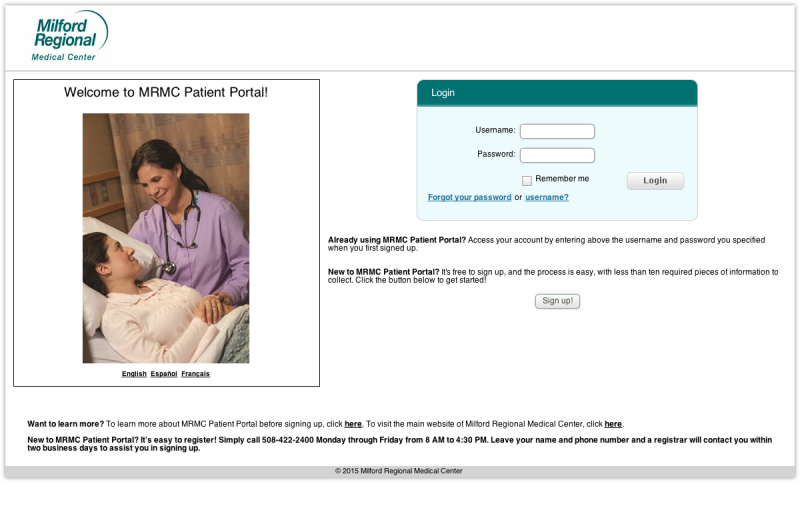 Milford
Regional
Medical Center
Welcome to MRMC Patient Portal!
English Español Français
Login
Username:
Password:
Remember me
Login
Forgot your password or username?
Already using MRMC Patient Portal? Access your account by entering above the username and password you specified
when you first signed up.
New to MRMC Patient Portal? It's free to sign up, and the process is easy, with less than ten required pieces of information to
collect. Click the button below to get started!
Sign up!
Want to learn more? To learn more about MRMC Patient Portal before signing up, click here. To visit the main website of Milford Regional Medical Center, click here.
New to MRMC Patient Portal? It's easy to register! Simply call 508-422-2400 Monday through Friday from 8 AM to 4:30 PM. Leave your name and phone number and a registrar will contact you within
two business days to assist you in signing up.
© 2015 Milford Regional Medical Center